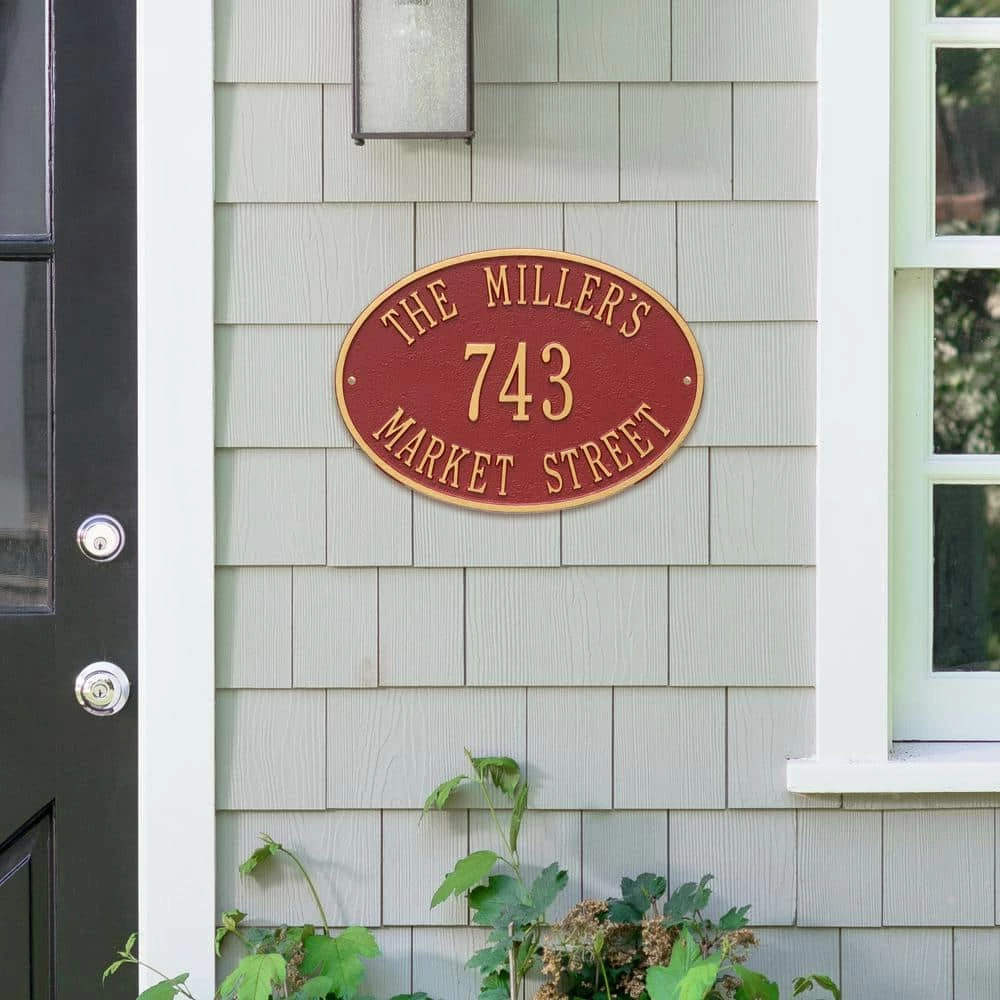 THE MILLER'S
743
MARKET STREET